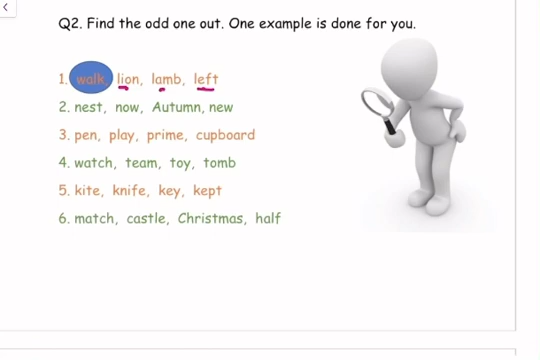 Q2. Find the odd one out. One example is done for you.
1. walk, lion, lamb, left
2. nest, now, Autumn, new
3. pen, play, prime, cupboard
4. watch, team, toy, tomb
5. kite, knife, key, kept
6. match, castle, Christmas, half